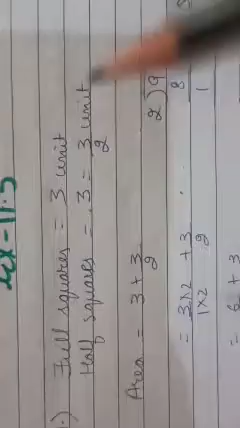 Ex-11.5
.) Full squares = 3 unit
Half squares = 3 = 3/2 unit
Area = 3 + 3/2
2)9
8
1
= 3×2/1×2 + 3/2
= 6 + 3